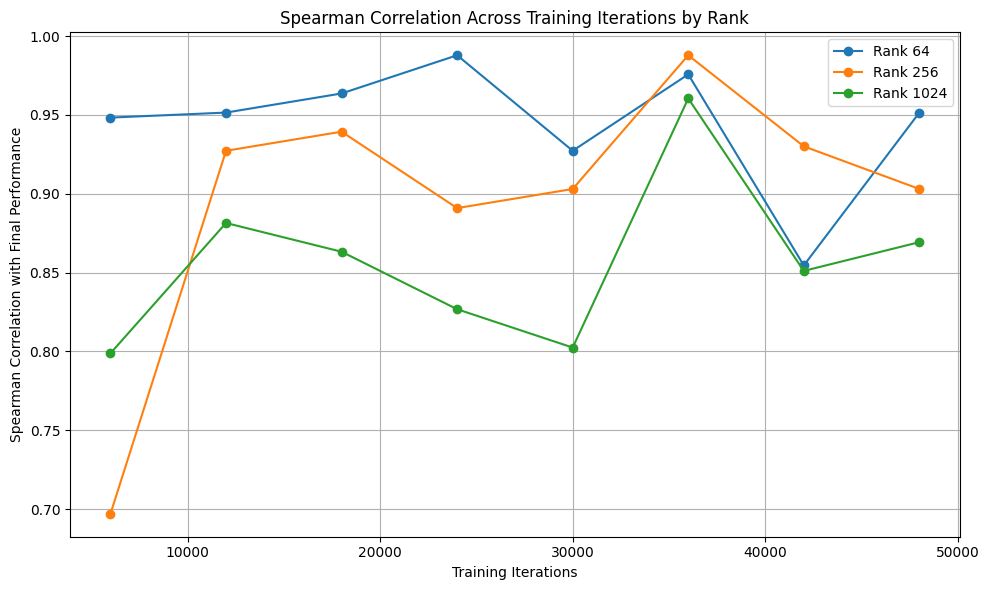 Spearman Correlation Across Training Iterations by Rank
Rank 64
Rank 256
Rank 1024
Spearman Correlation with Final Performance
1.00
0.95
0.90
0.85
0.80
0.75
0.70
10000
20000
30000
40000
50000
Training Iterations